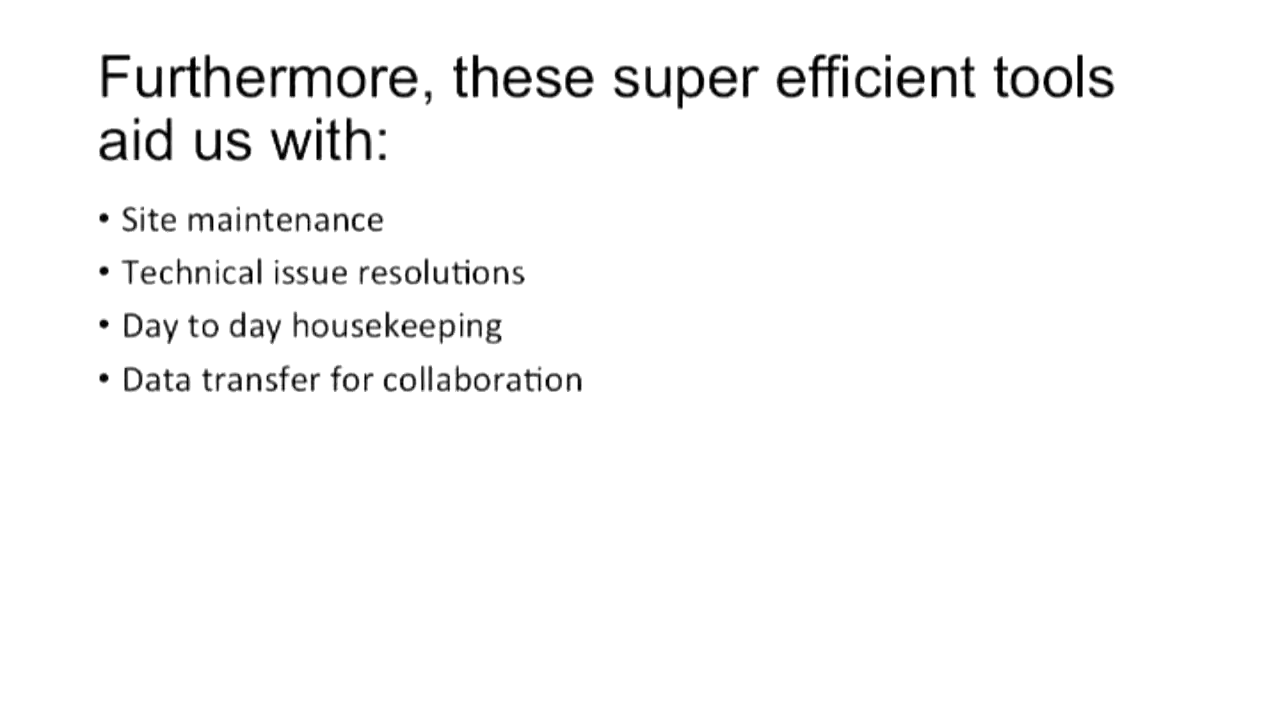 Furthermore, these super efficient tools
aid us with:
• Site maintenance
• Technical issue resolutions
• Day to day housekeeping
• Data transfer for collaboration